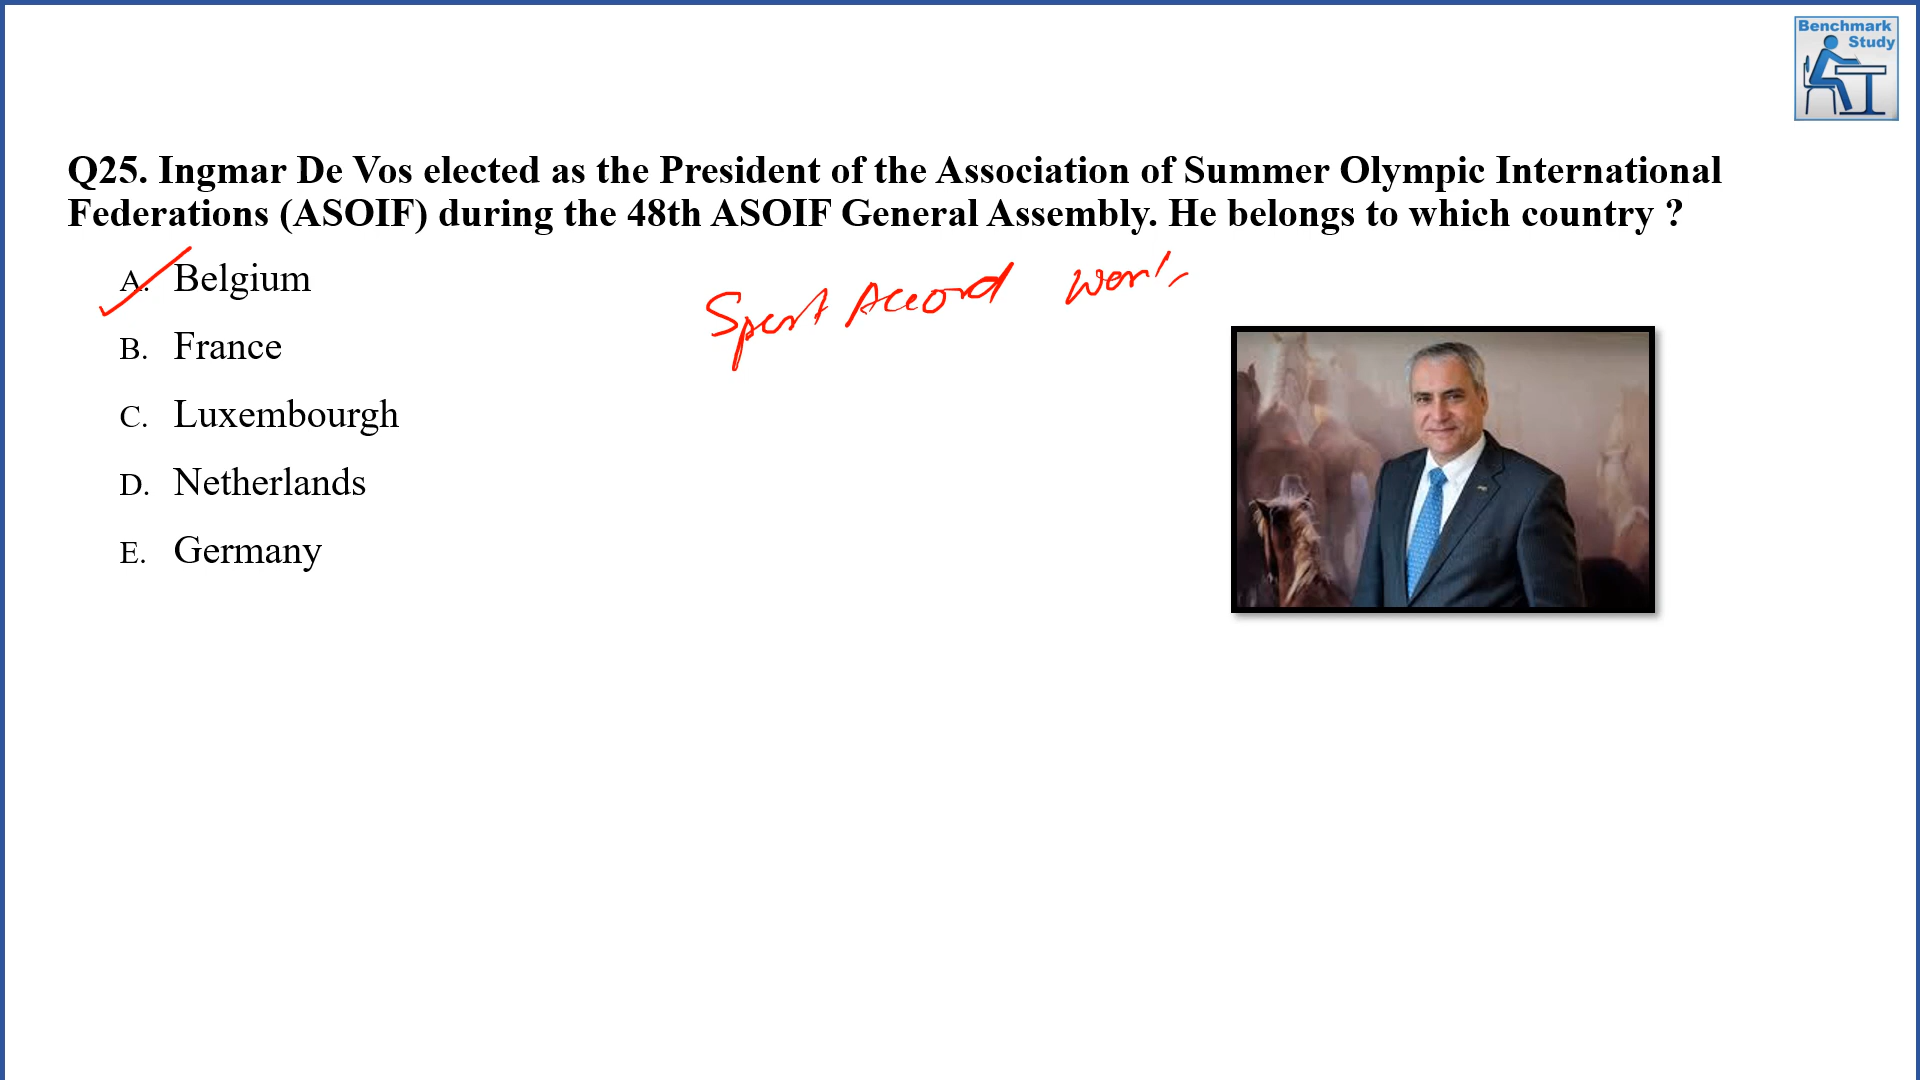 Benchmark
Study
Q25. Ingmar De Vos elected as the President of the Association of Summer Olympic International
Federations (ASOIF) during the 48th ASOIF General Assembly. He belongs to which country ?
A. Belgium
Sport Accord
B. France
C. Luxembourgh
D. Netherlands
E. Germany